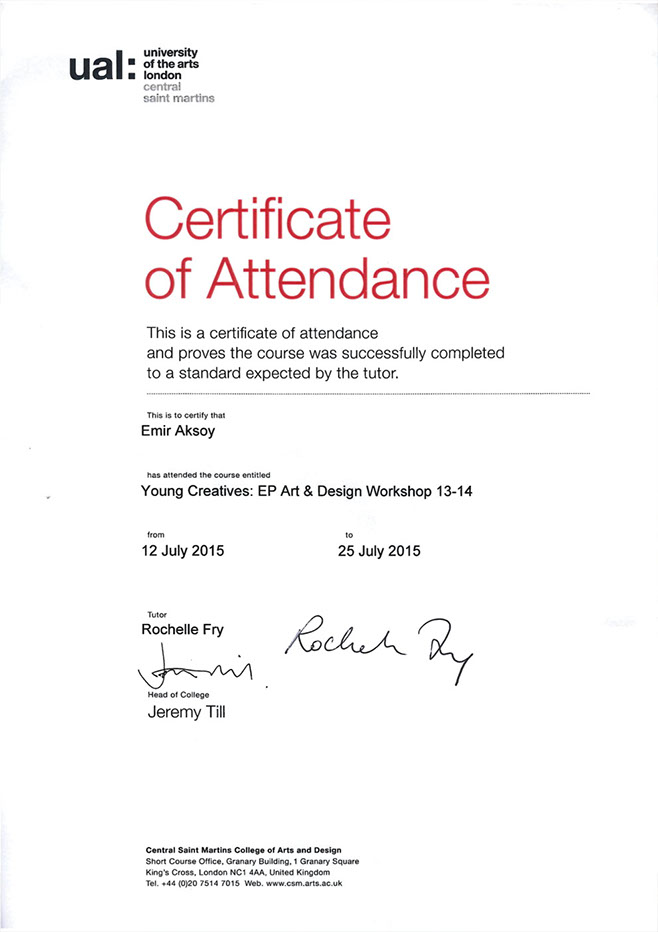 ual:
university
of the arts
london
central
saint martins
Certificate
of Attendance
This is a certificate of attendance
and proves the course was successfully completed
to a standard expected by the tutor.
This is to certify that
Emir Aksoy
has attended the course entitled
Young Creatives: EP Art & Design Workshop 13-14
from to
12 July 2015 25 July 2015
Tutor
Rochelle Fry
Head of College
Jeremy Till
Central Saint Martins College of Arts and Design
Short Course Office, Granary Building, 1 Granary Square
King's Cross, London NC1 4AA, United Kingdom
Tel. +44 (0)20 7514 7015 Web. www.csm.arts.ac.uk